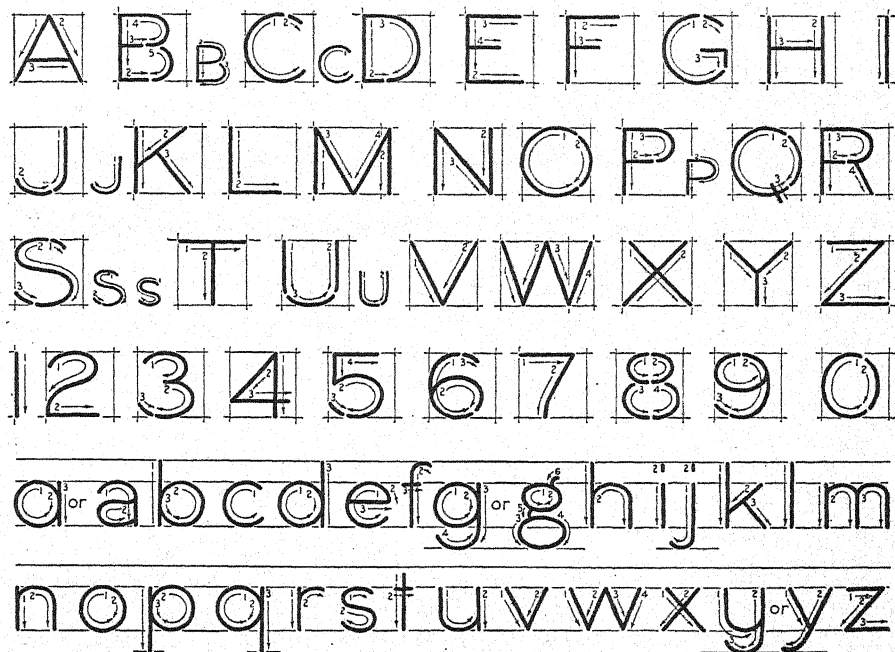 A B B C C D E F G H I
J J K L M N O P P Q R
S S S T U U V W X Y Z
1 2 3 4 5 6 7 8 9 0
a or a b c d e f g or g h i j k l m
n o p q r s t u v w x y or y z